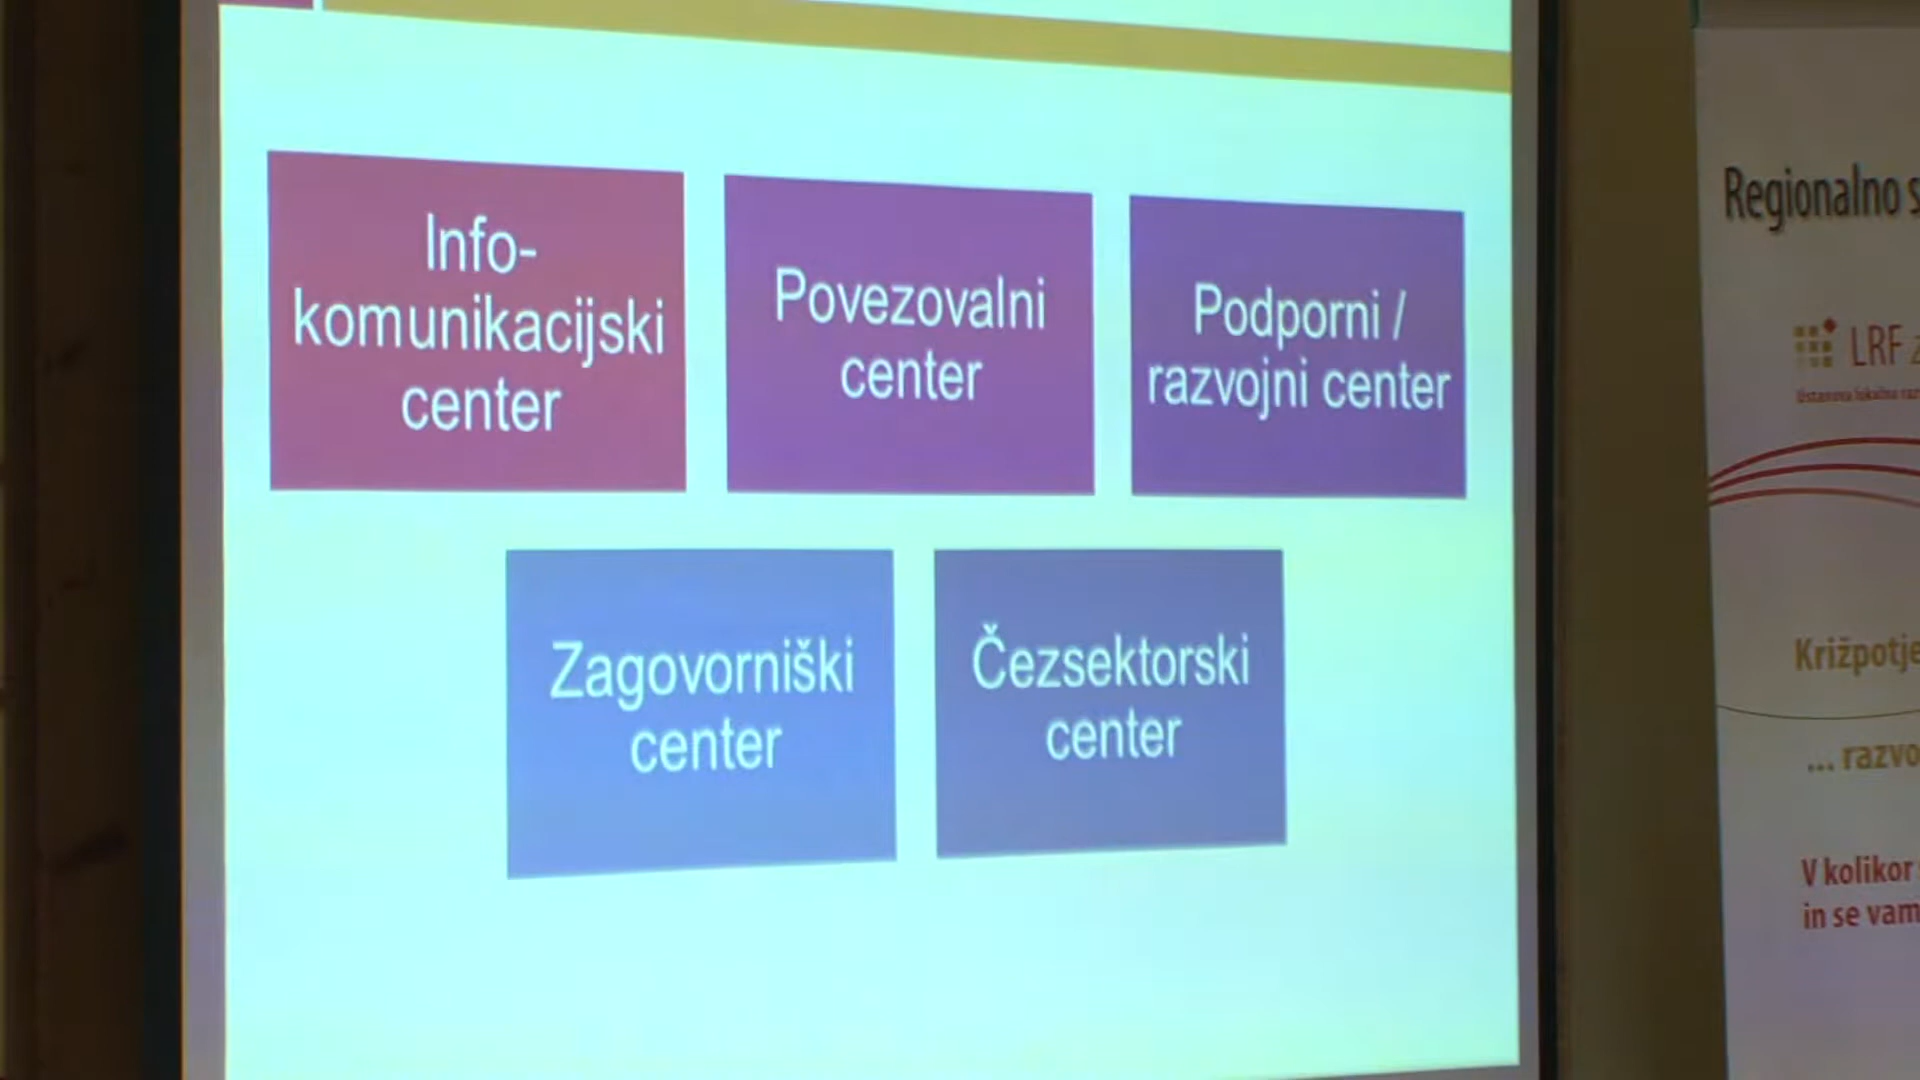 Info-
komunikacijski
center
Povezovalni
center
Podporni /
razvojni center
Zagovorniški
center
Čezsektorski
center
Regionalno
LRF
Križpotje
... razvo
V kolikor
in se vam